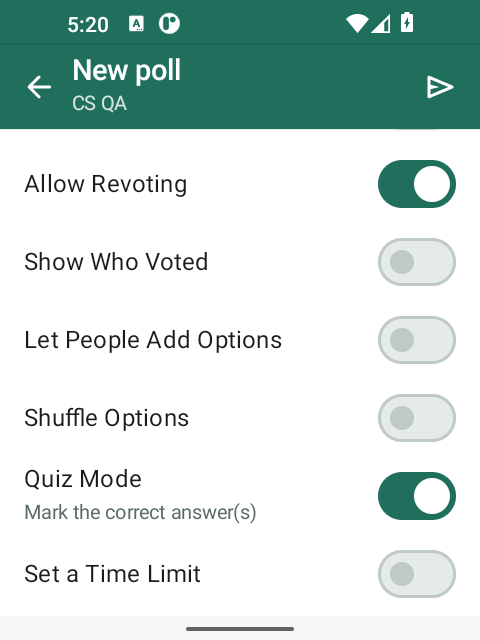 5:20
New poll
CS QA
Allow Revoting
Show Who Voted
Let People Add Options
Shuffle Options
Quiz Mode
Mark the correct answer(s)
Set a Time Limit